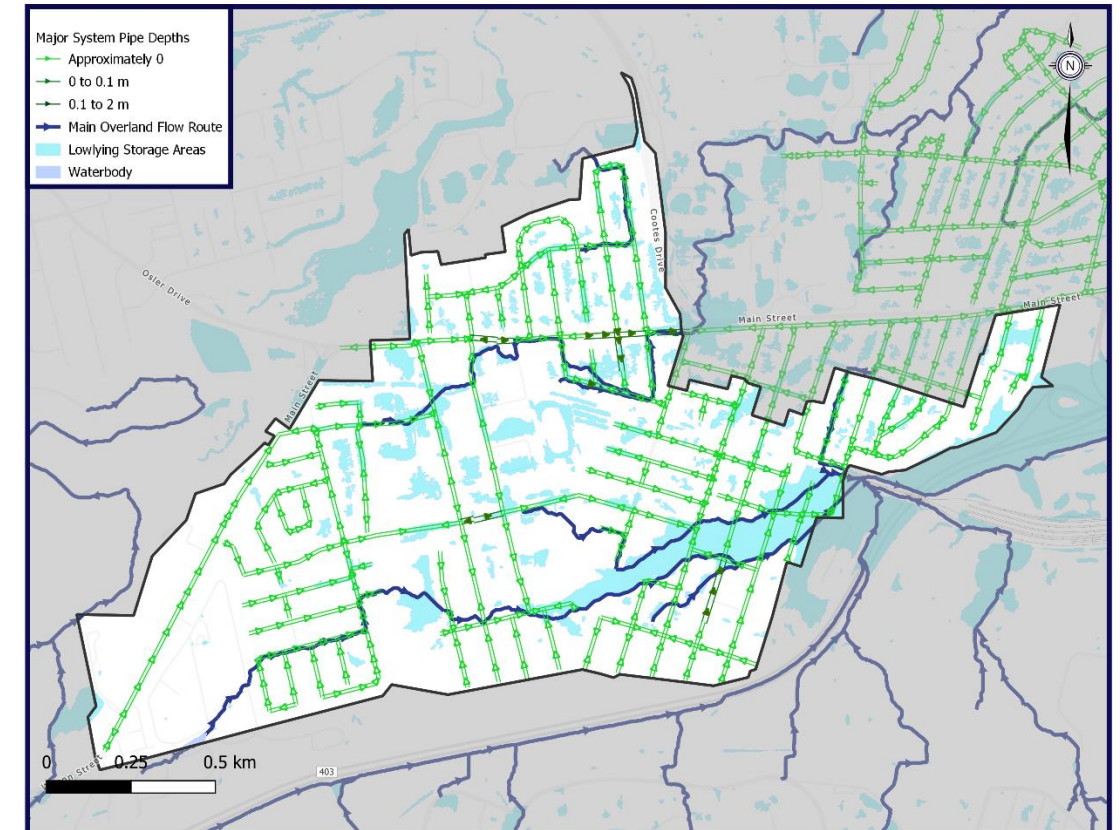 Major System Pipe Depths
Approximately 0
0 to 0.1 m
0.1 to 2 m
Main Overland Flow Route
Lowlying Storage Areas
Waterbody
N
Osler Drive
Cootes Drive
Main Street
Main Street
Main Street
0 0.25 0.5 km
Street
403